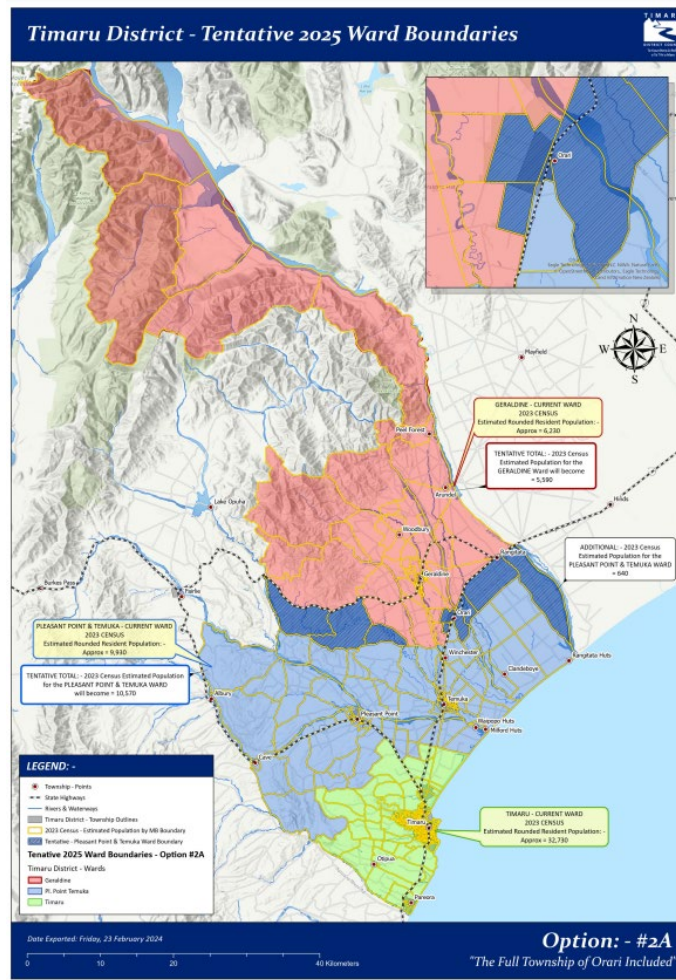 Timaru District - Tentative 2025 Ward Boundaries
TIMARU
DISTRICT COUNCIL
Orari
N
W E
S
Mayfield
GERALDINE - CURRENT WARD
2023 CENSUS
Estimated Rounded Resident Population: -
Approx = 6,230
Peel Forest
TENTATIVE TOTAL: - 2023 Census
Estimated Population for the
GERALDINE Ward will become
= 5,590
Arundel
Hinds
Lake Opuha
Woodbury
Rangitata
ADDITIONAL: - 2023 Census
Estimated Population for the
PLEASANT POINT & TEMUKA WARD
= 640
Geraldine
Burkes Pass
Fairlie
Orari
PLEASANT POINT & TEMUKA - CURRENT WARD
2023 CENSUS
Estimated Rounded Resident Population: -
Approx = 9,930
Winchester
Rangitata Huts
Clandeboye
TENTATIVE TOTAL: - 2023 Census Estimated Population
for the PLEASANT POINT & TEMUKA WARD
will become = 10,570
Albury
Temuka
Pleasant Point
Waipopo Huts
Milford Huts
Cave
LEGEND: -
Township - Points
State Highways
Rivers & Waterways
Timaru District - Township Outlines
2023 Census - Estimated Population by MB Boundary
Tentative - Pleasant Point & Temuka Ward Boundary
Tenative 2025 Ward Boundaries - Option #2A
Timaru District - Wards
Geraldine
Pl. Point Temuka
Timaru
TIMARU - CURRENT WARD
2023 CENSUS
Estimated Rounded Resident Population: -
Approx = 32,730
Timaru
Otipua
Pareora
Date Exported: Friday, 23 February 2024
0 10 20 40 Kilometers
Option: - #2A
"The Full Township of Orari Included"